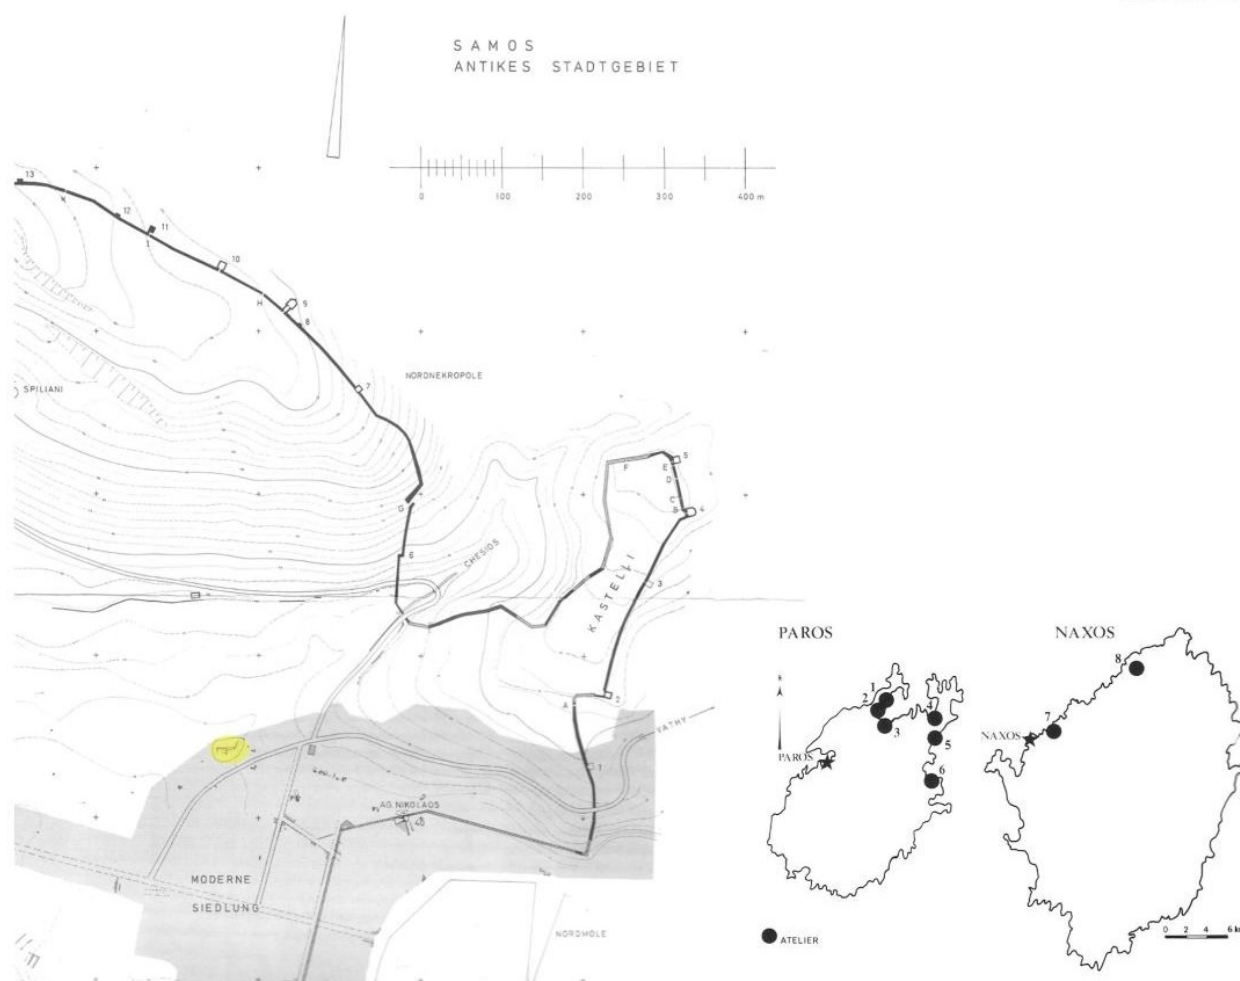 SAMOS
ANTIKES STADTGEBIET
0 100 200 300 400 m
13
K
12
11
I
10
H
9
8
7
NORDNEKROPOLE
SPILIANI
G
6
CHESIOS
F
E
5
D
C
B
4
3
KASTELLI
2
A
1
VATHY
AG. NIKOLAOS
MODERNE
SIEDLUNG
NORDMOLE
PAROS
1
2
3
4
5
6
PAROS
ATELIER
NAXOS
8
7
NAXOS
0 2 4 6